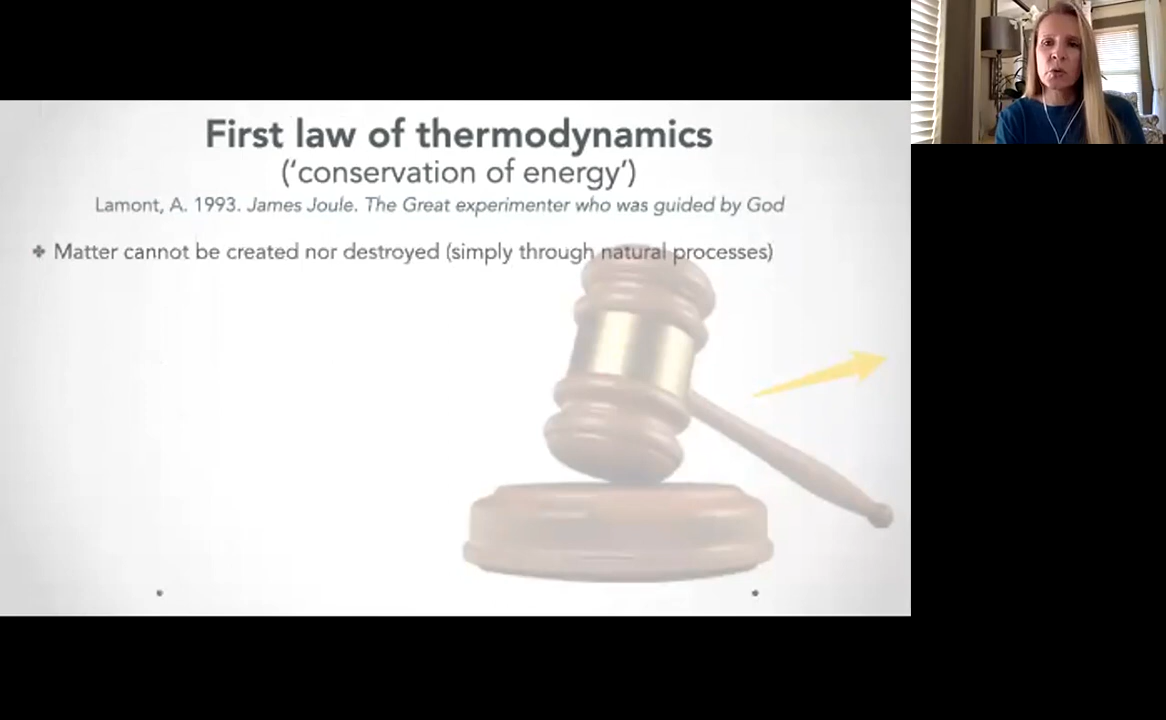 First law of thermodynamics
(‘conservation of energy’)
Lamont, A. 1993. James Joule. The Great experimenter who was guided by God
❖ Matter cannot be created nor destroyed (simply through natural processes)